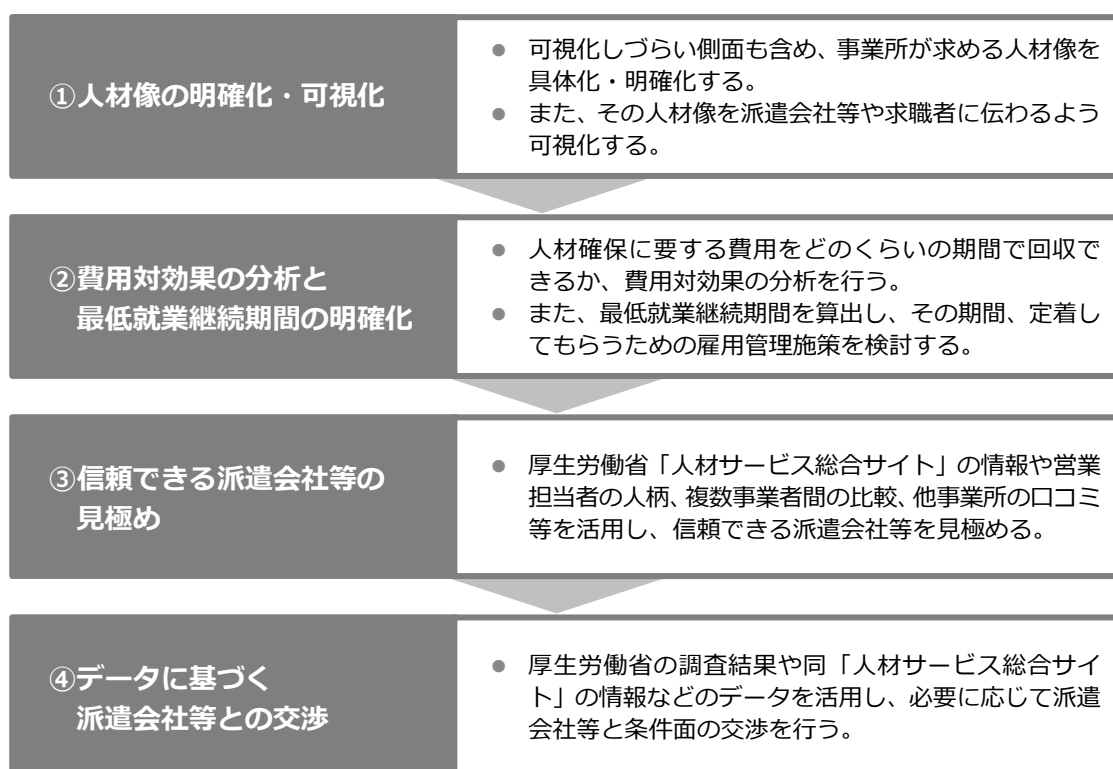 ①人材像の明確化・可視化
● 可視化しづらい側面も含め、事業所が求める人材像を
具体化・明確化する。
● また、その人材像を派遣会社等や求職者に伝わるよう
可視化する。
②費用対効果の分析と
最低就業継続期間の明確化
● 人材確保に要する費用をどのくらいの期間で回収で
きるか、費用対効果の分析を行う。
● また、最低就業継続期間を算出し、その期間、定着し
てもらうための雇用管理施策を検討する。
③信頼できる派遣会社等の
見極め
● 厚生労働省「人材サービス総合サイト」の情報や営業
担当者の人柄、複数事業者間の比較、他事業所の口コミ
等を活用し、信頼できる派遣会社等を見極める。
④データに基づく
派遣会社等との交渉
● 厚生労働省の調査結果や同「人材サービス総合サイ
ト」の情報などのデータを活用し、必要に応じて派遣
会社等と条件面の交渉を行う。